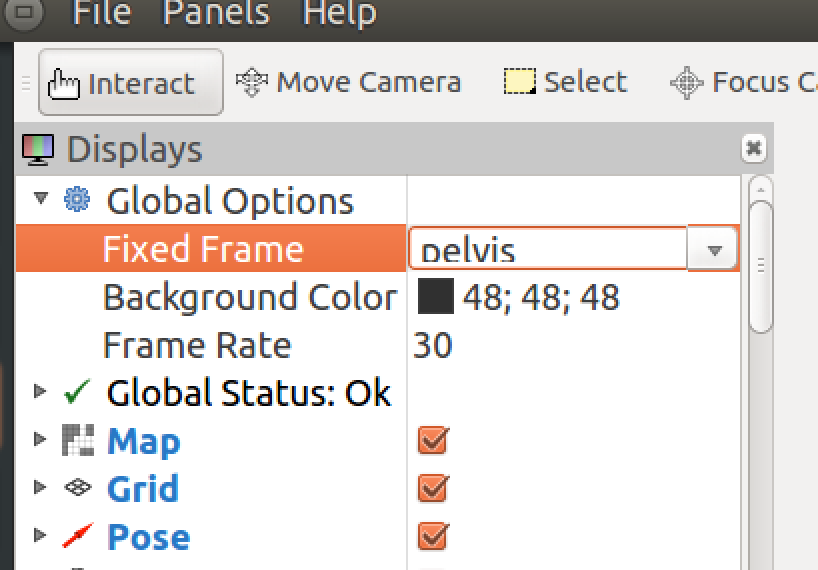 File Panels Help
Interact Move Camera Select Focus
Displays
Global Options
Fixed Frame pelvis
Background Color 48; 48; 48
Frame Rate 30
Global Status: Ok
Map
Grid
Pose